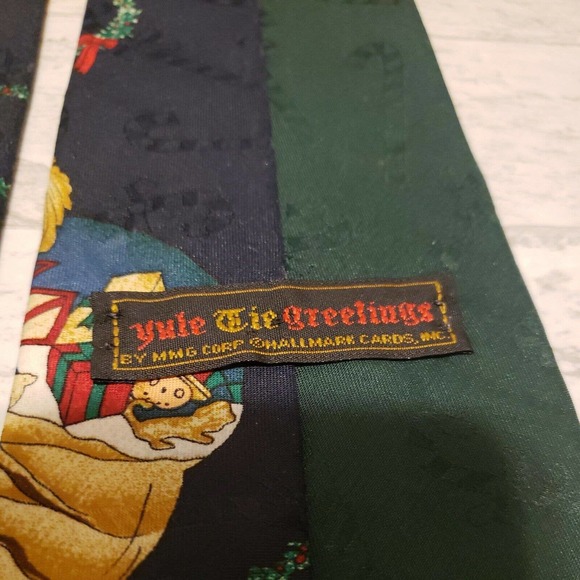 Yule Tie Greetings
BY MMG CORP ©HALLMARK CARDS, INC.